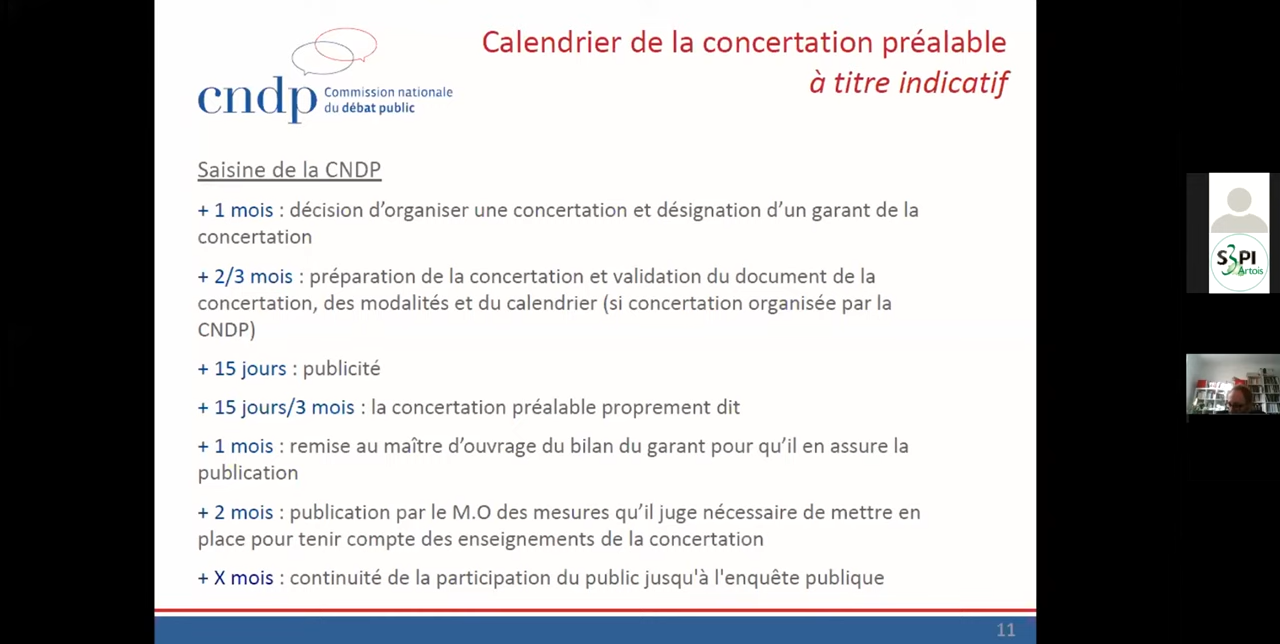 Calendrier de la concertation préalable
à titre indicatif
cndp
Commission nationale
du débat public
Saisine de la CNDP
+ 1 mois : décision d’organiser une concertation et désignation d’un garant de la
concertation
+ 2/3 mois : préparation de la concertation et validation du document de la
concertation, des modalités et du calendrier (si concertation organisée par la
CNDP)
+ 15 jours : publicité
+ 15 jours/3 mois : la concertation préalable proprement dit
+ 1 mois : remise au maître d’ouvrage du bilan du garant pour qu’il en assure la
publication
+ 2 mois : publication par le M.O des mesures qu’il juge nécessaire de mettre en
place pour tenir compte des enseignements de la concertation
+ X mois : continuité de la participation du public jusqu'à l'enquête publique
11
S3PI
Artois